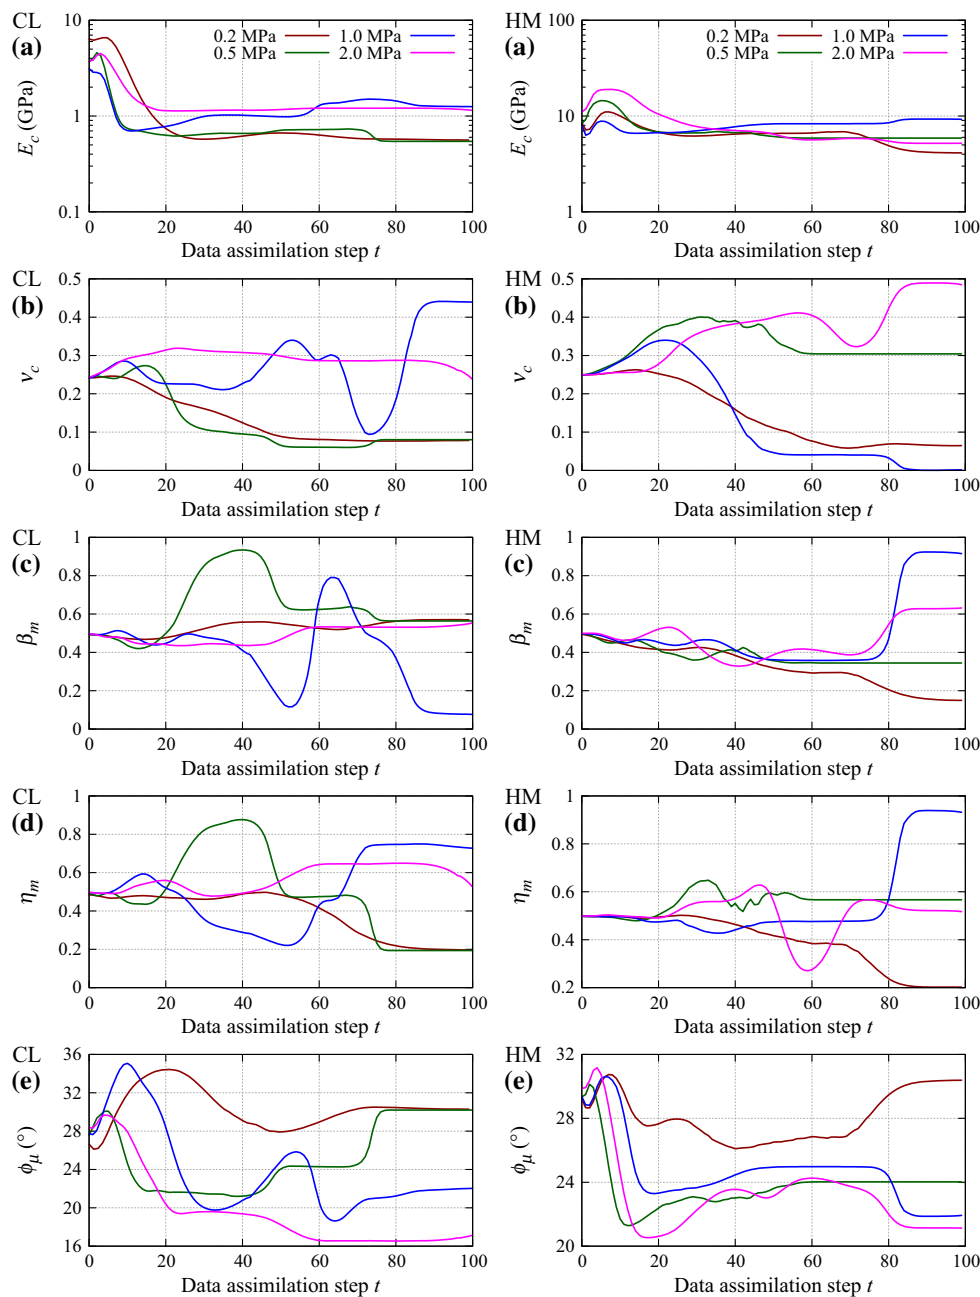 CL
(a)
10
1
0.1
E_c (GPa)
0.2 MPa
0.5 MPa
1.0 MPa
2.0 MPa
0 20 40 60 80 100
Data assimilation step t
HM
(a)
100
10
1
E_c (GPa)
0.2 MPa
0.5 MPa
1.0 MPa
2.0 MPa
0 20 40 60 80 100
Data assimilation step t
CL
(b)
0.5
0.4
0.3
0.2
0.1
0
ν_c
0 20 40 60 80 100
Data assimilation step t
HM
(b)
0.5
0.4
0.3
0.2
0.1
0
ν_c
0 20 40 60 80 100
Data assimilation step t
CL
(c)
1
0.8
0.6
0.4
0.2
0
β_m
0 20 40 60 80 100
Data assimilation step t
HM
(c)
1
0.8
0.6
0.4
0.2
0
β_m
0 20 40 60 80 100
Data assimilation step t
CL
(d)
1
0.8
0.6
0.4
0.2
0
η_m
0 20 40 60 80 100
Data assimilation step t
HM
(d)
1
0.8
0.6
0.4
0.2
η_m
0 20 40 60 80 100
Data assimilation step t
CL
(e)
36
32
28
24
20
16
ϕ_μ (°)
0 20 40 60 80 100
Data assimilation step t
HM
(e)
32
28
24
20
ϕ_μ (°)
0 20 40 60 80 100
Data assimilation step t